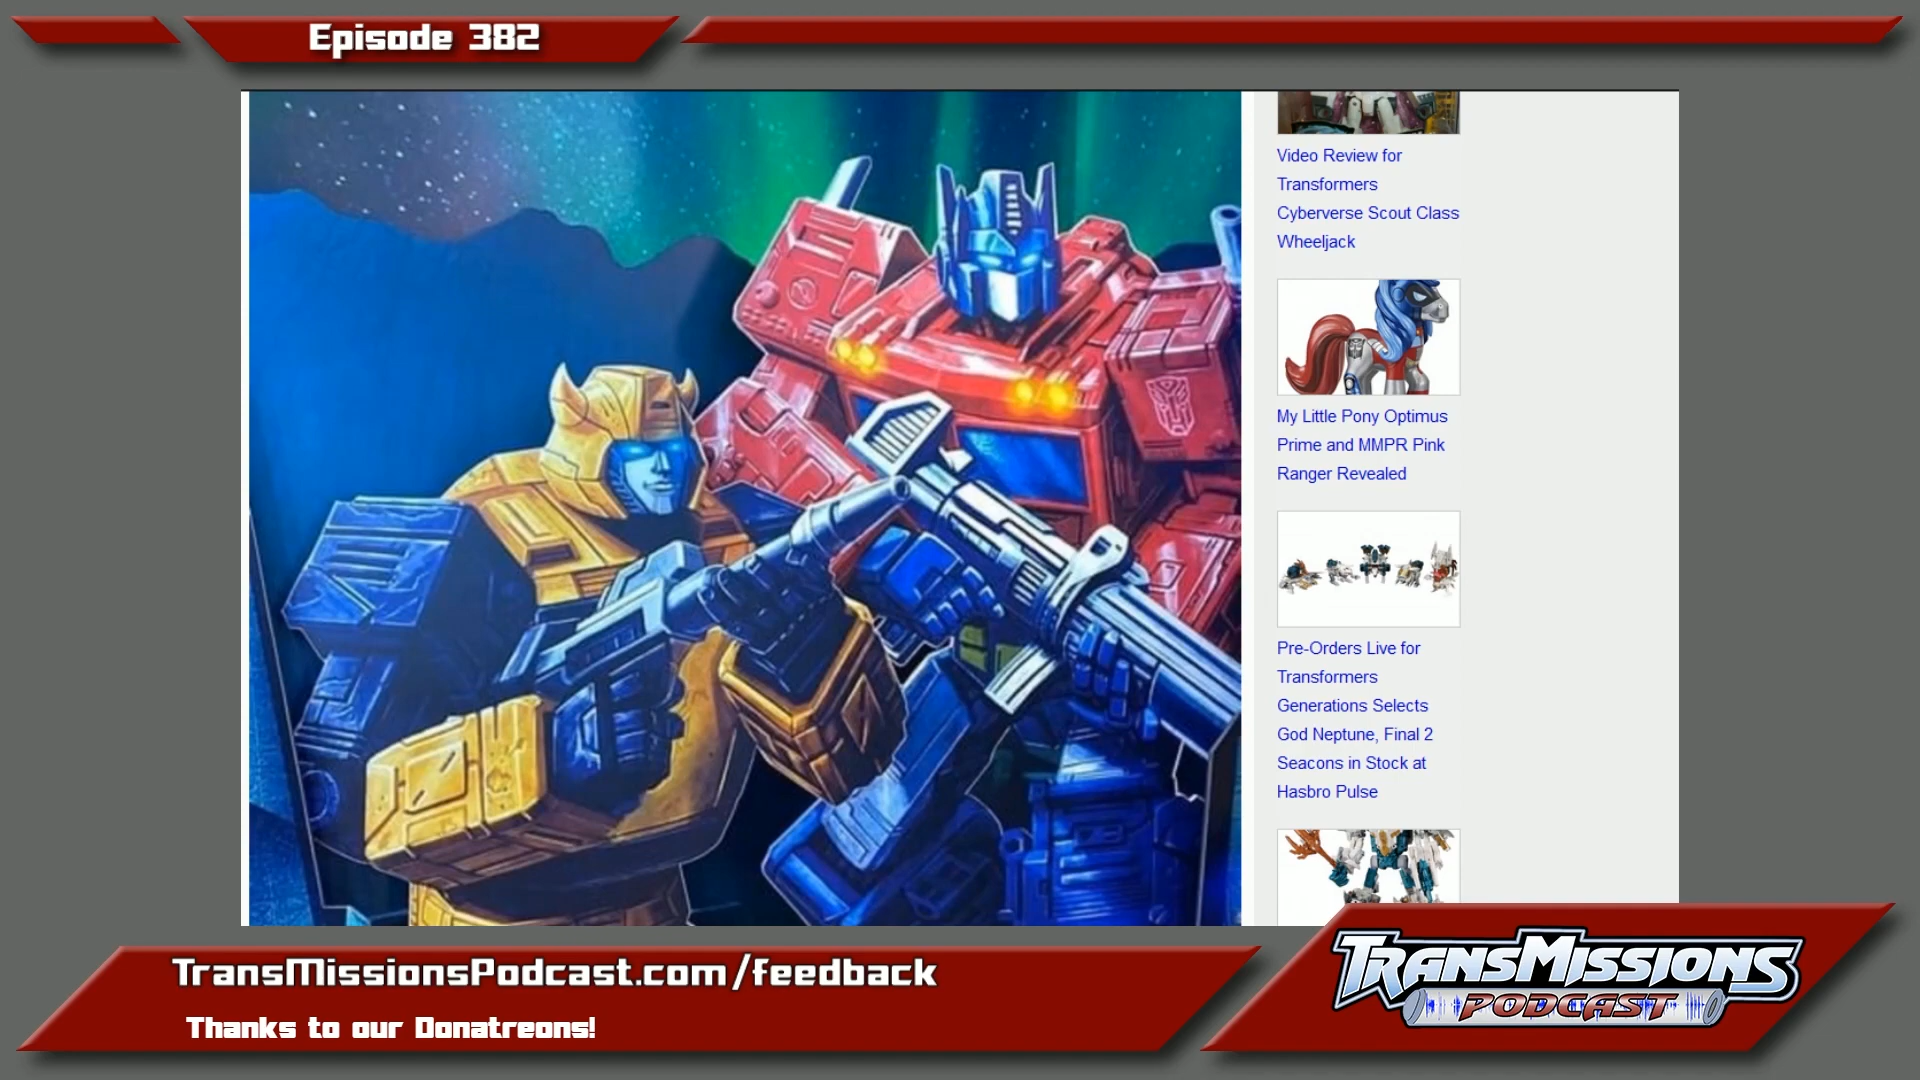 Episode 382
Video Review for
Transformers
Cyberverse Scout Class
Wheeljack
My Little Pony Optimus
Prime and MMPR Pink
Ranger Revealed
Pre-Orders Live for
Transformers
Generations Selects
God Neptune, Final 2
Seacons in Stock at
Hasbro Pulse
TransMissionsPodcast.com/feedback
Thanks to our Donatreons!
TRANSMISSIONS
PODCAST